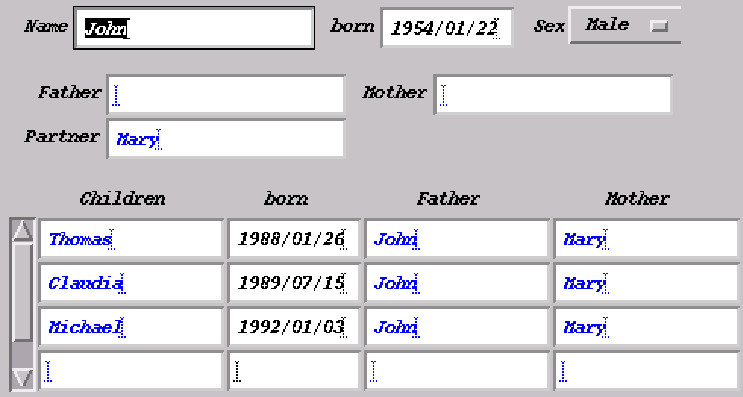 Name John born 1954/01/22 Sex Male
Father Mother
Partner Mary
Children born Father Mother
Thomas 1988/01/26 John Mary
Claudia 1989/07/15 John Mary
Michael 1992/01/03 John Mary